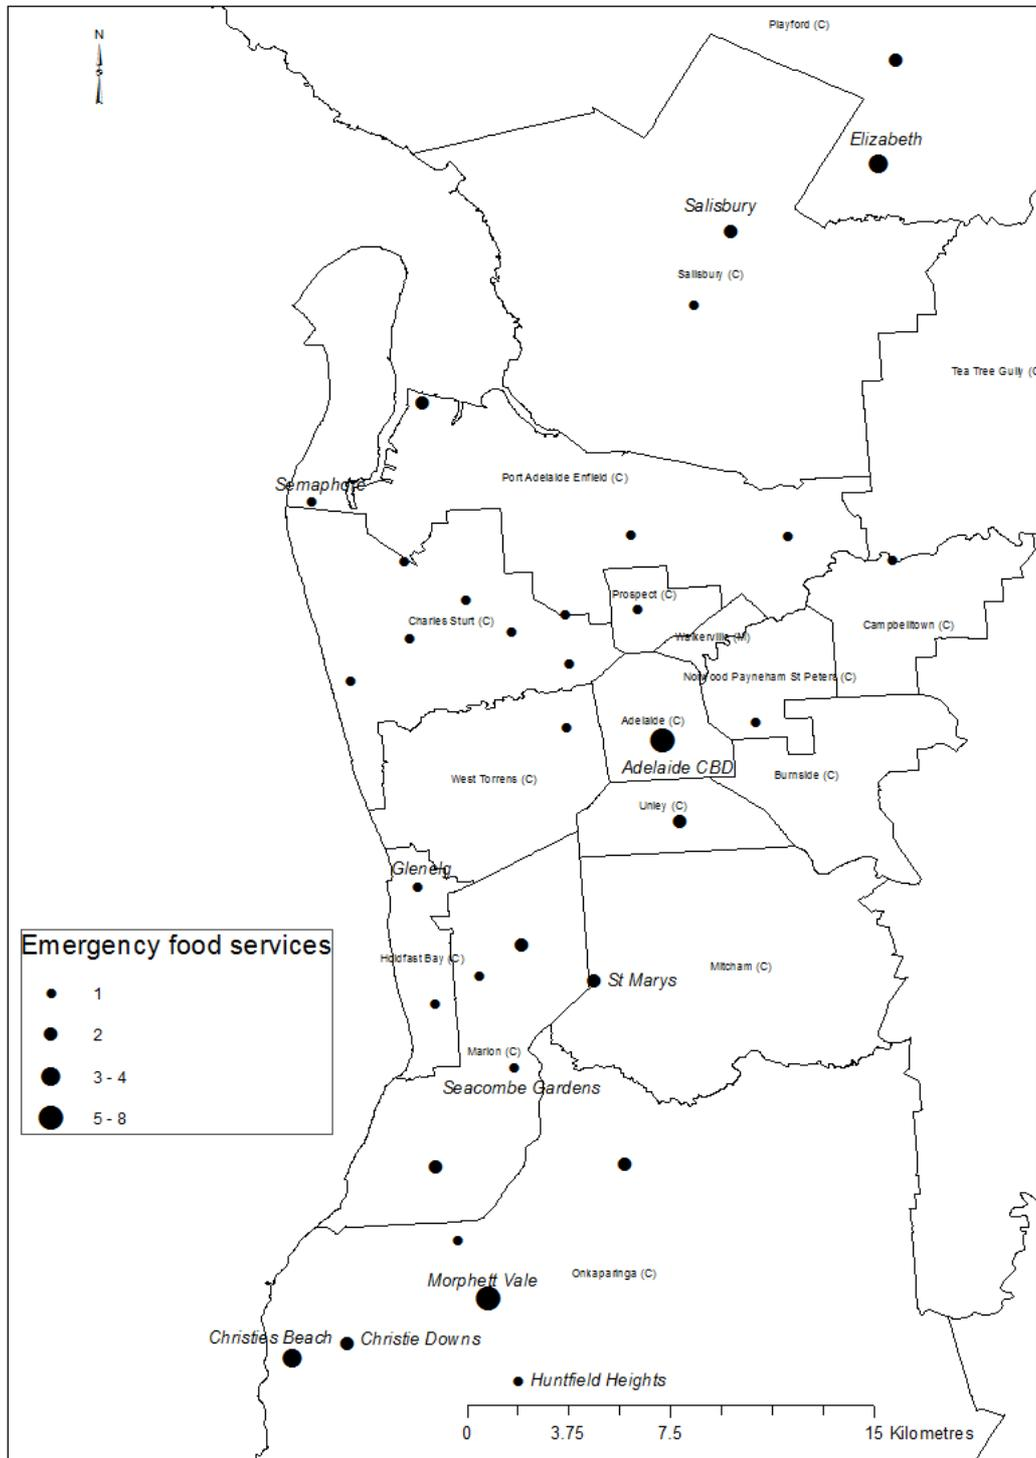 Playford (C)
N
Elizabeth
Salisbury
Salisbury (C)
Tea Tree Gully (C
Semaphore
Port Adelaide Enfield (C)
Prospect (C)
Charles Sturt (C)
Campbelltown (C)
Walkerville (M)
Norwood Payneham St Peters (C)
Adelaide (C)
Adelaide CBD
West Torrens (C)
Burnside (C)
Unley (C)
Glenelg
Emergency food services
1
2
3 - 4
5 - 8
Holdfast Bay (C)
Mitcham (C)
St Marys
Marion (C)
Seacombe Gardens
Onkaparinga (C)
Morphett Vale
Christies Beach
Christie Downs
Huntfield Heights
0 3.75 7.5 15 Kilometres